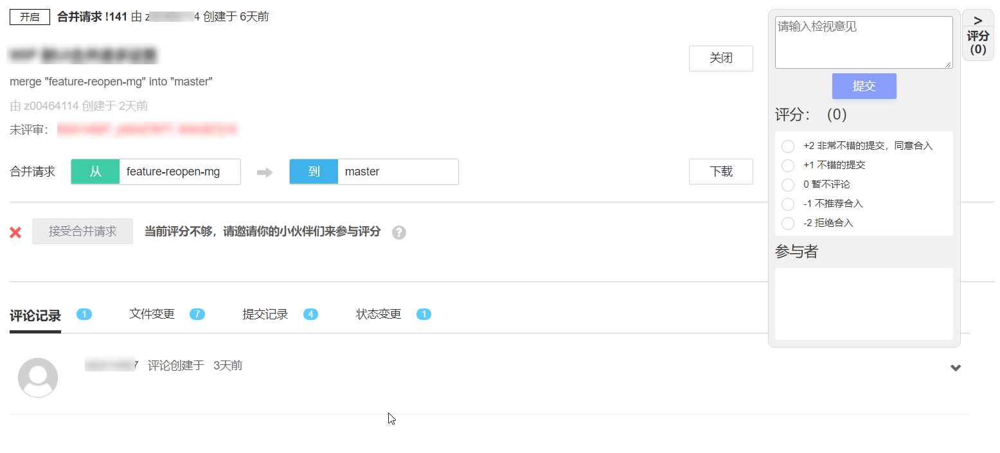 开启 合并请求 !141 由 z 4 创建于 6天前
关闭
merge "feature-reopen-mg" into "master"
由 z00464114 创建于 2天前
未评审：
合并请求 从 feature-reopen-mg 到 master 下载
接受合并请求 当前评分不够，请邀请你的小伙伴们来参与评分 ?
评论记录 1 文件变更 7 提交记录 4 状态变更 1
7 评论创建于 3天前
请输入检视意见
提交
评分： （0）
+2 非常不错的提交，同意合入
+1 不错的提交
0 暂不评论
-1 不推荐合入
-2 拒绝合入
参与者
>
评分
(0)